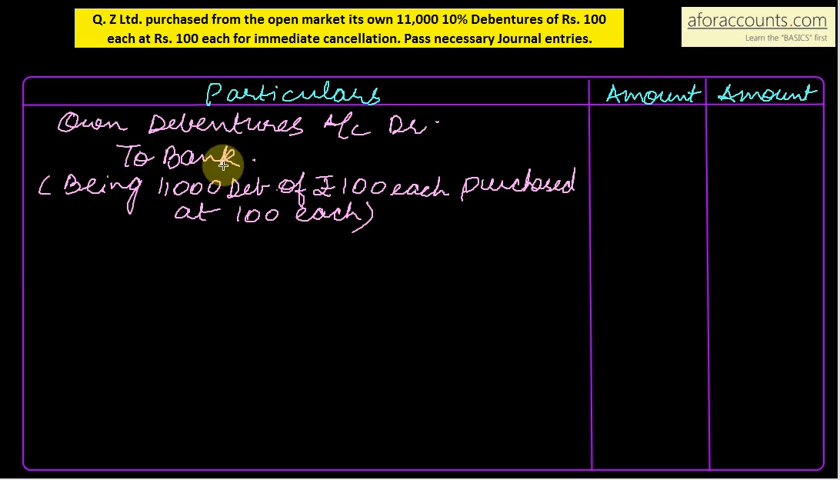 Q. Z Ltd. purchased from the open market its own 11,000 10% Debentures of Rs. 100
each at Rs. 100 each for immediate cancellation. Pass necessary Journal entries.
aforaccounts.com
Learn the "BASICS" first
Particulars Amount Amount
Own Debentures A/c Dr.
To Bank.
(Being 11000 Deb of ₹100 each purchased
at 100 each)